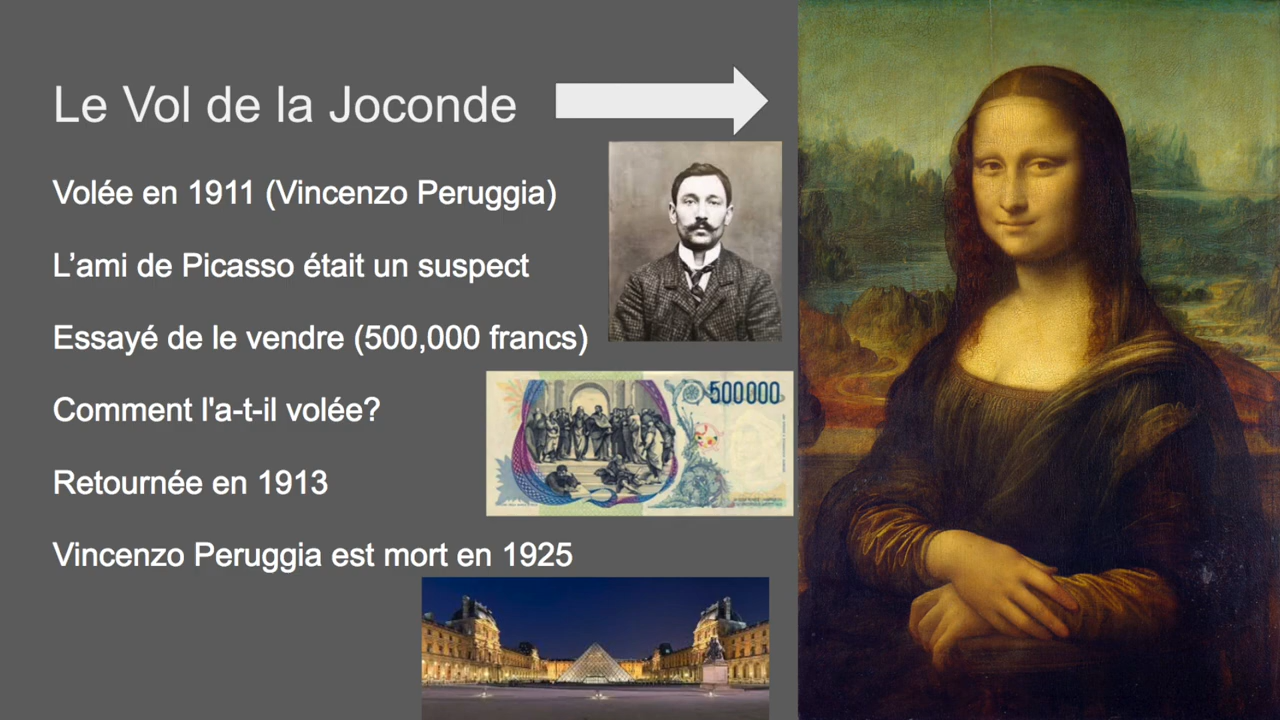 Le Vol de la Joconde
Volée en 1911 (Vincenzo Peruggia)
L’ami de Picasso était un suspect
Essayé de le vendre (500,000 francs)
500000
Comment l'a-t-il volée?
Retournée en 1913
Vincenzo Peruggia est mort en 1925